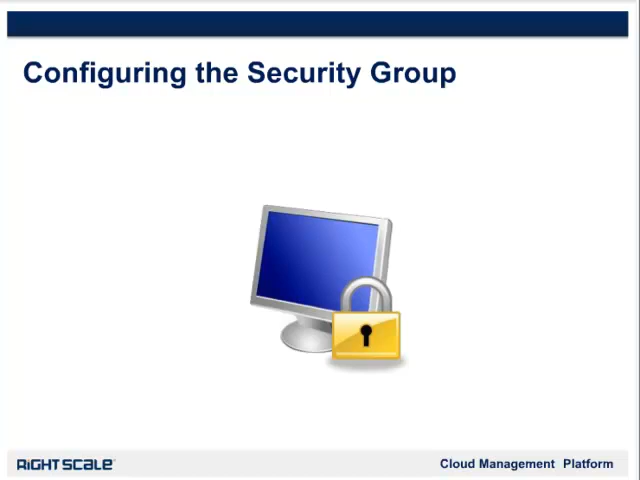 Configuring the Security Group
RIGHTSCALE
Cloud Management Platform